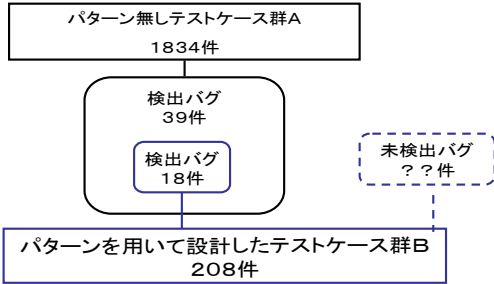 パターン無しテストケース群A
1834件
検出バグ
39件
検出バグ
18件
未検出バグ
？？件
パターンを用いて設計したテストケース群B
208件